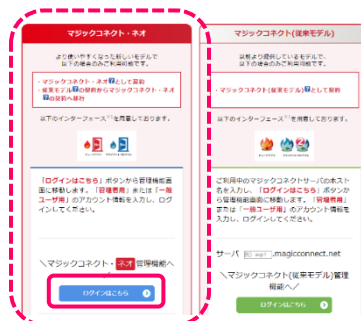 マジックコネクト・ネオ
より使いやすくなった新しいモデルで
以下の場合のみご利用可能です。
・マジックコネクト・ネオとして契約
・従来モデルの契約からマジックコネクト・ネオ
の契約へ移行
以下のインターフェースを用意しております。
「ログインはこちら」ボタンから管理機能画
面に移動します。「管理者用」または「一般
ユーザ用」のアカウント情報を入力し、ログ
インしてください。
＼マジックコネクト・ネオ管理機能へ
／
ログインはこちら
マジックコネクト(従来モデル)
以前より提供しているモデルで、
以下の場合のみご利用可能です。
・マジックコネクト(従来モデル)として契約
以下のインターフェースを用意しております。
ご利用中のマジックコネクトサーバのホスト
名を入力し、「ログインはこちら」ボタンか
ら管理機能画面に移動します。「管理者用」
または「一般ユーザ用」のアカウント情報を
入力し、ログインしてください。
サーバ .magicconnect.net
＼マジックコネクト(従来モデル)管理
機能へ／
ログインはこちら